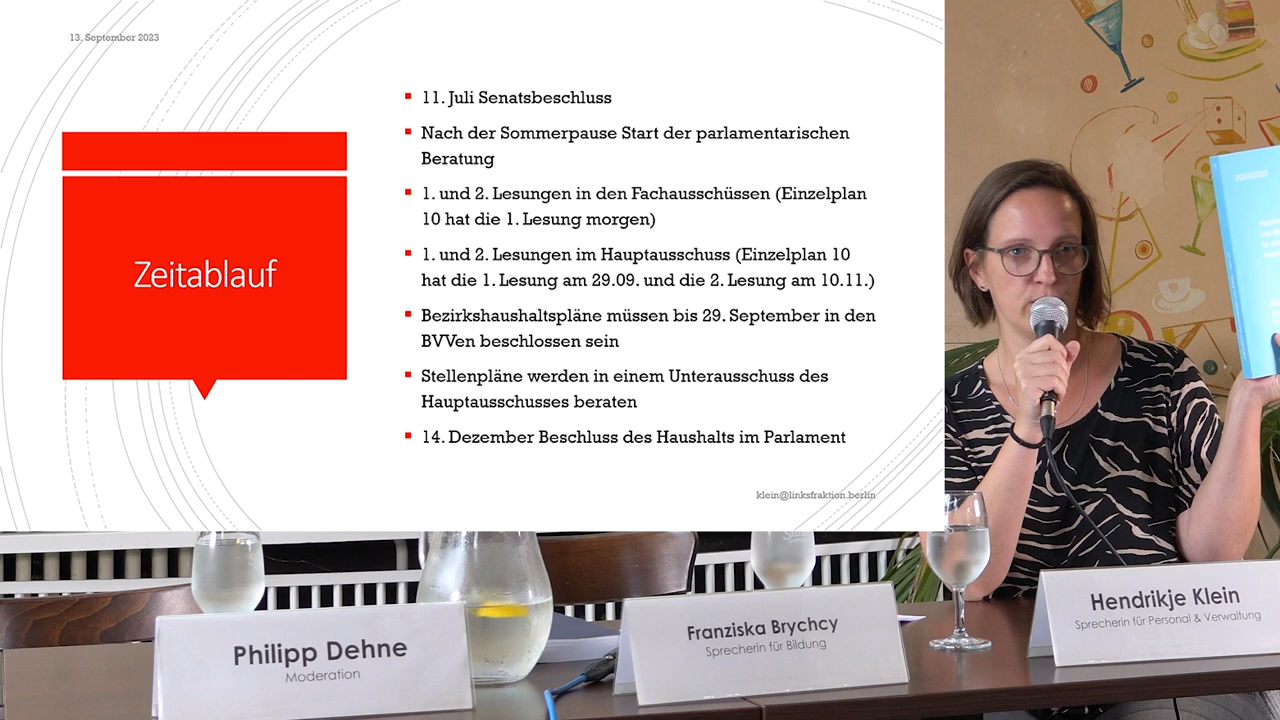 13. September 2023
Zeitablauf
11. Juli Senatsbeschluss
Nach der Sommerpause Start der parlamentarischen
Beratung
1. und 2. Lesungen in den Fachausschüssen (Einzelplan
10 hat die 1. Lesung morgen)
1. und 2. Lesungen im Hauptausschuss (Einzelplan 10
hat die 1. Lesung am 29.09. und die 2. Lesung am 10.11.)
Bezirkshaushaltspläne müssen bis 29. September in den
BVVen beschlossen sein
Stellenpläne werden in einem Unterausschuss des
Hauptausschusses beraten
14. Dezember Beschluss des Haushalts im Parlament
klein@linksfraktion.berlin
2024/2025
Philipp Dehne
Moderation
Franziska Brychcy
Sprecherin für Bildung
Hendrikje Klein
Sprecherin für Personal & Verwaltung